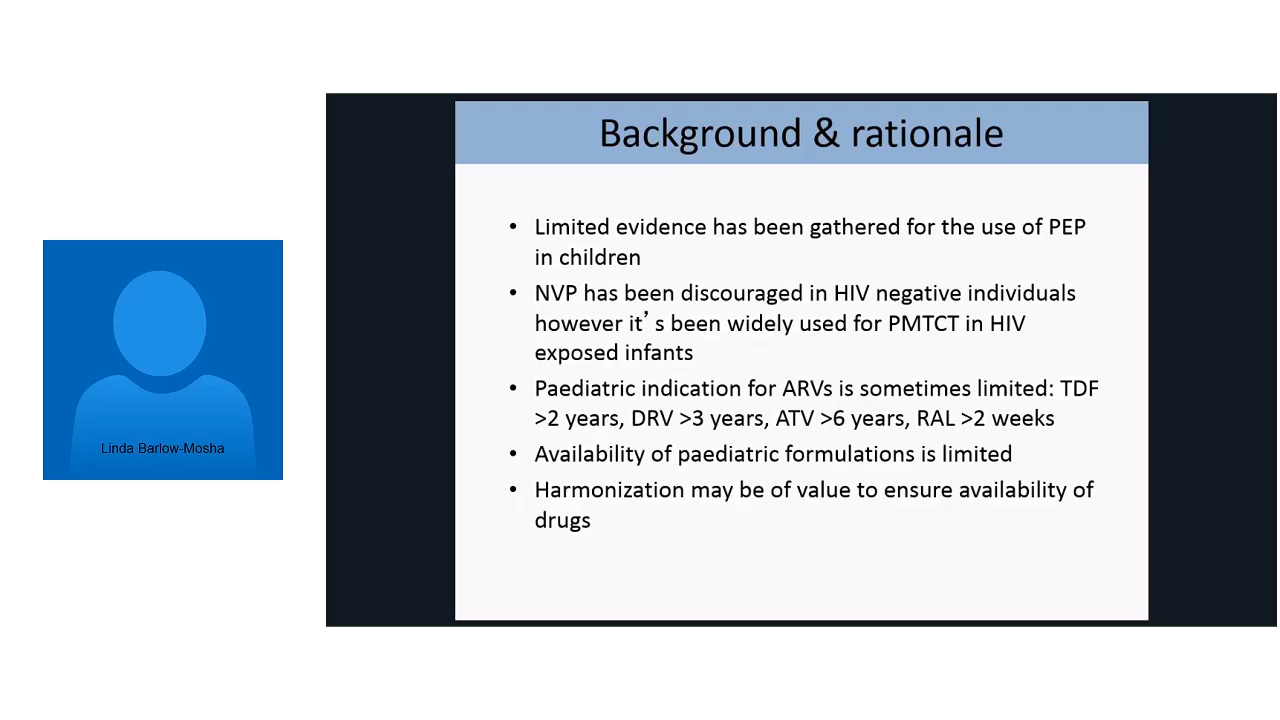 Background & rationale
• Limited evidence has been gathered for the use of PEP
in children
• NVP has been discouraged in HIV negative individuals
however it’s been widely used for PMTCT in HIV
exposed infants
• Paediatric indication for ARVs is sometimes limited: TDF
>2 years, DRV >3 years, ATV >6 years, RAL >2 weeks
• Availability of paediatric formulations is limited
• Harmonization may be of value to ensure availability of
drugs
Linda Barlow-Mosha